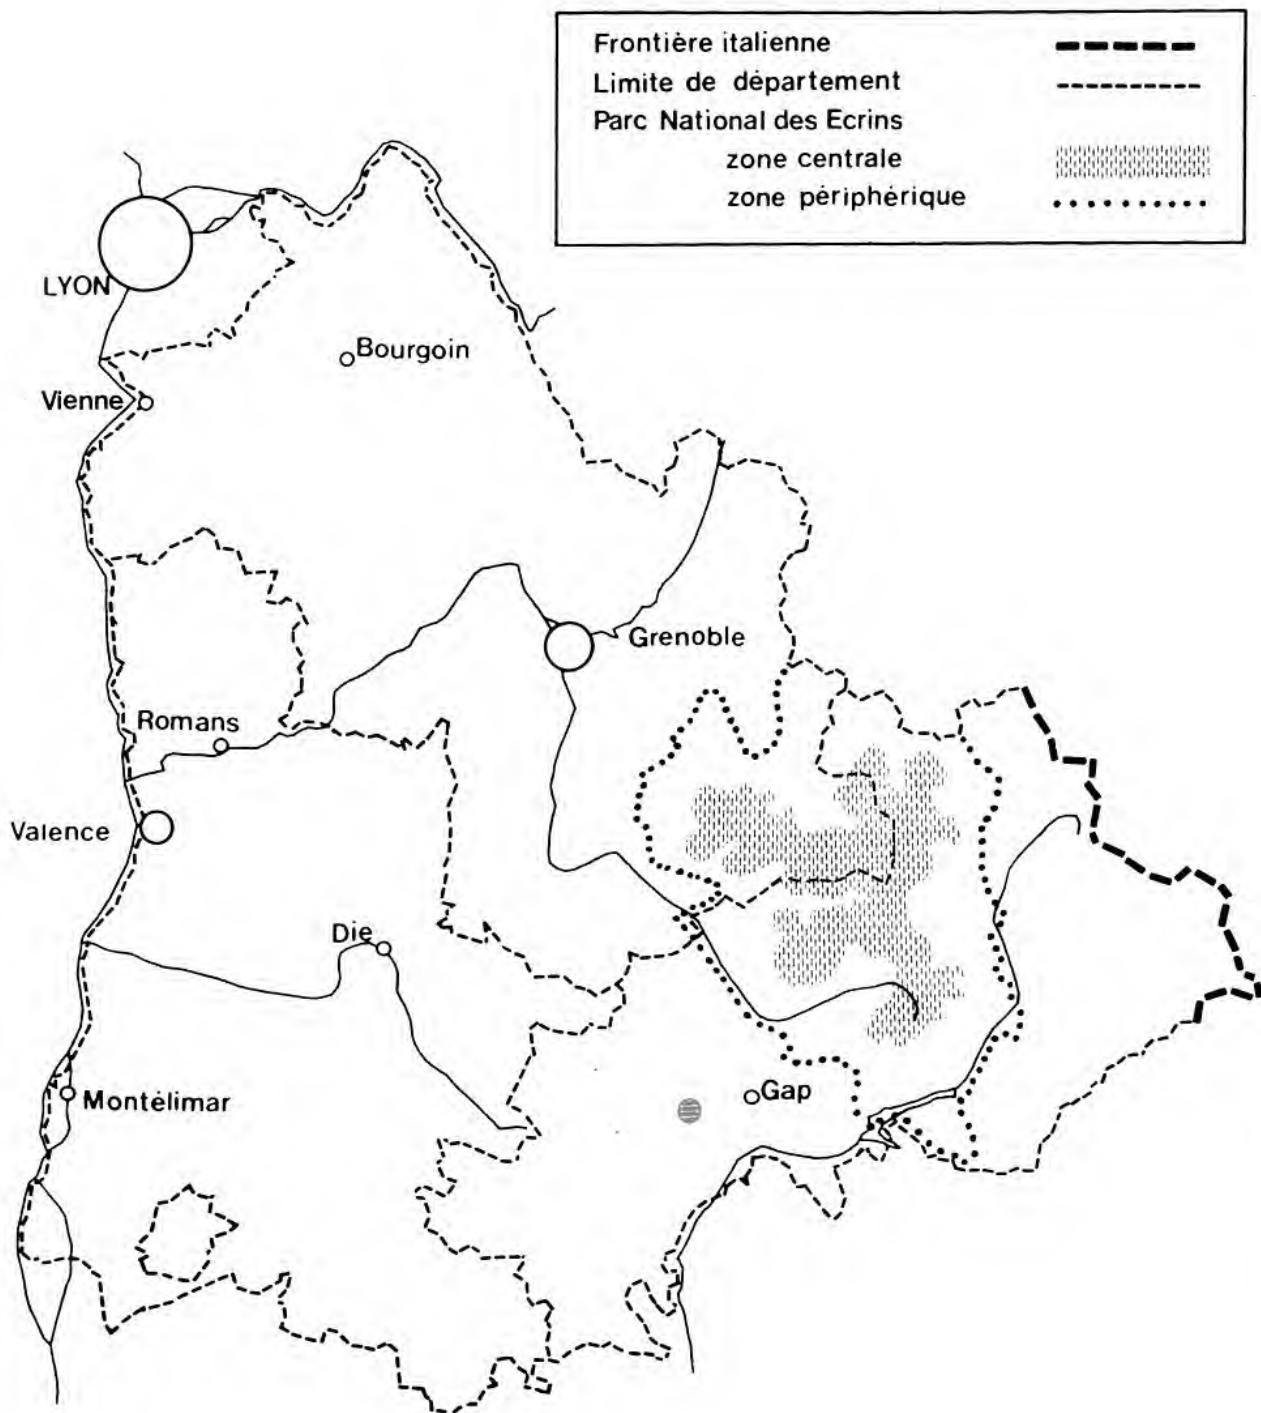 Frontière italienne
Limite de département
Parc National des Ecrins
zone centrale
zone périphérique
LYON
Bourgoin
Vienne
Grenoble
Romans
Valence
Die
Montélimar
Gap